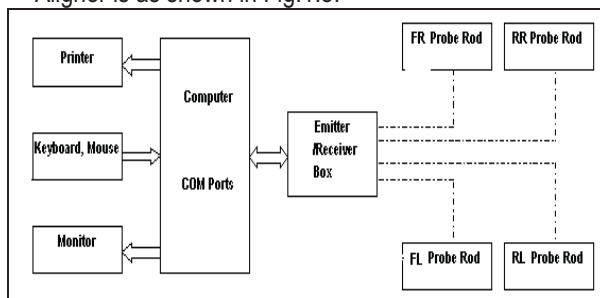 Aligner is as shown in Fig.
Printer
Keyboard, Mouse
Monitor
Computer
COM Ports
Emitter
/Receiver
Box
FR Probe Rod
RR Probe Rod
FL Probe Rod
RL Probe Rod